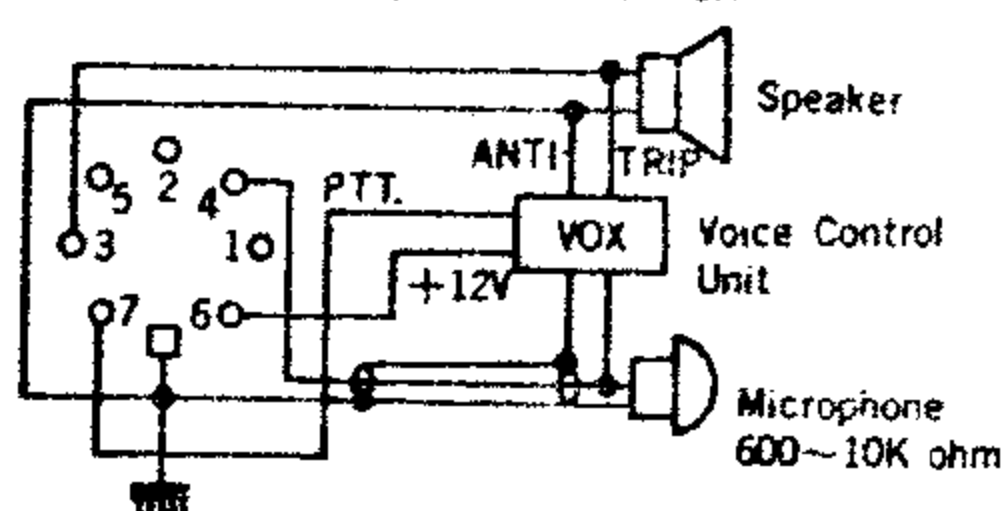 Speaker
ANTI TRIP
2
5
4
PTT.
3
1
VOX
Voice Control
Unit
+12V
7
6
Microphone
600~10K ohm